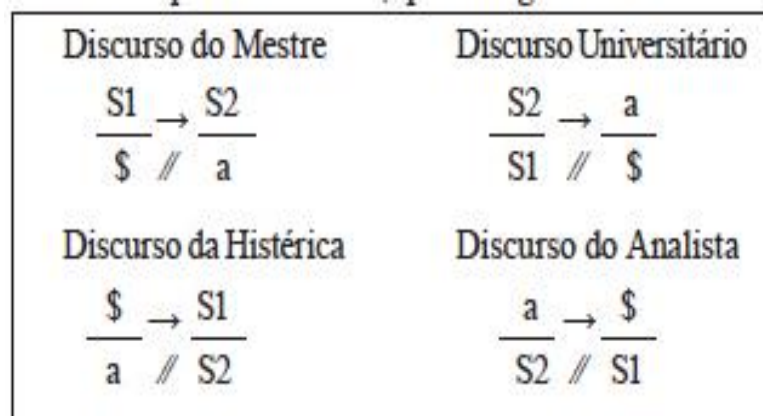 Discurso do Mestre Discurso Universitário
S1 → S2 S2 → a
$ // a S1 // $
Discurso da Histérica Discurso do Analista
$ → S1 a → $
a // S2 S2 // S1